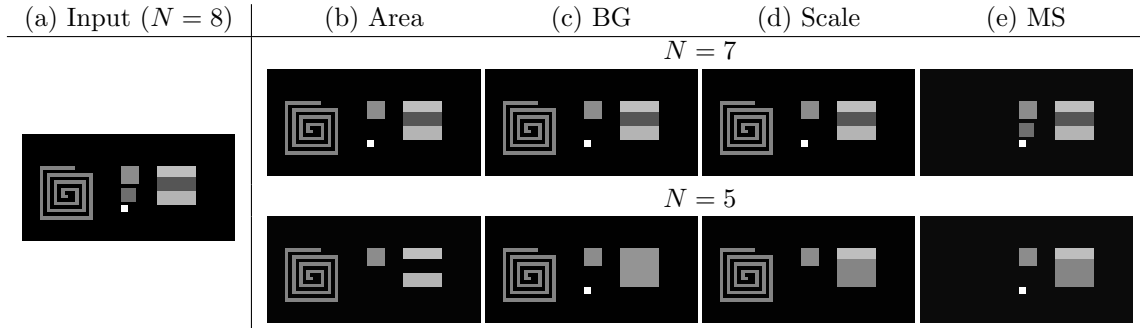 (a) Input (N = 8) (b) Area (c) BG (d) Scale (e) MS
N = 7
N = 5